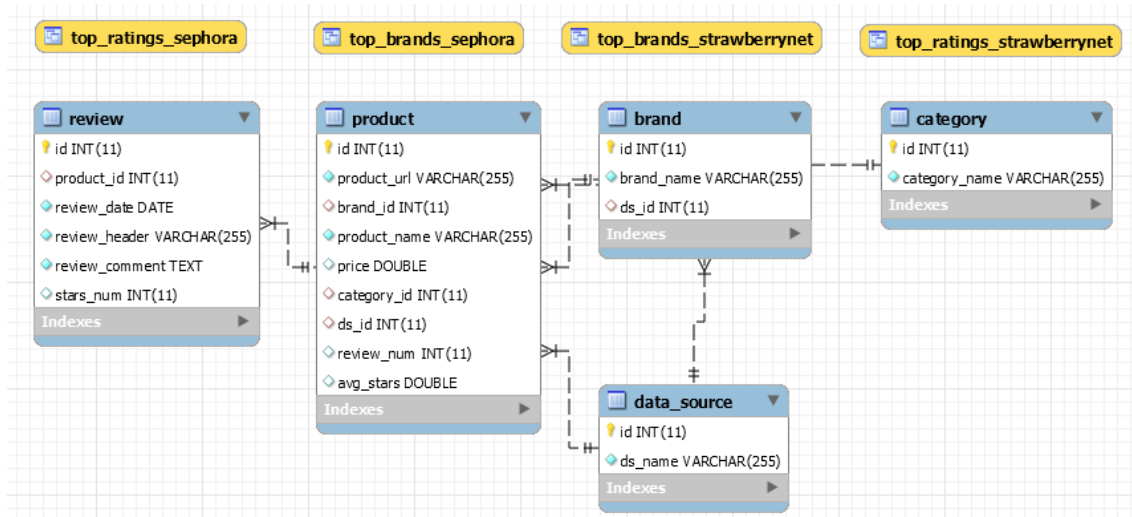 top_ratings_sephora
top_brands_sephora
top_brands_strawberrynet
top_ratings_strawberrynet
review
id INT(11)
product_id INT(11)
review_date DATE
review_header VARCHAR(255)
review_comment TEXT
stars_num INT(11)
Indexes
product
id INT(11)
product_url VARCHAR(255)
brand_id INT(11)
product_name VARCHAR(255)
price DOUBLE
category_id INT(11)
ds_id INT(11)
review_num INT(11)
avg_stars DOUBLE
Indexes
brand
id INT(11)
brand_name VARCHAR(255)
ds_id INT(11)
Indexes
category
id INT(11)
category_name VARCHAR(255)
Indexes
data_source
id INT(11)
ds_name VARCHAR(255)
Indexes